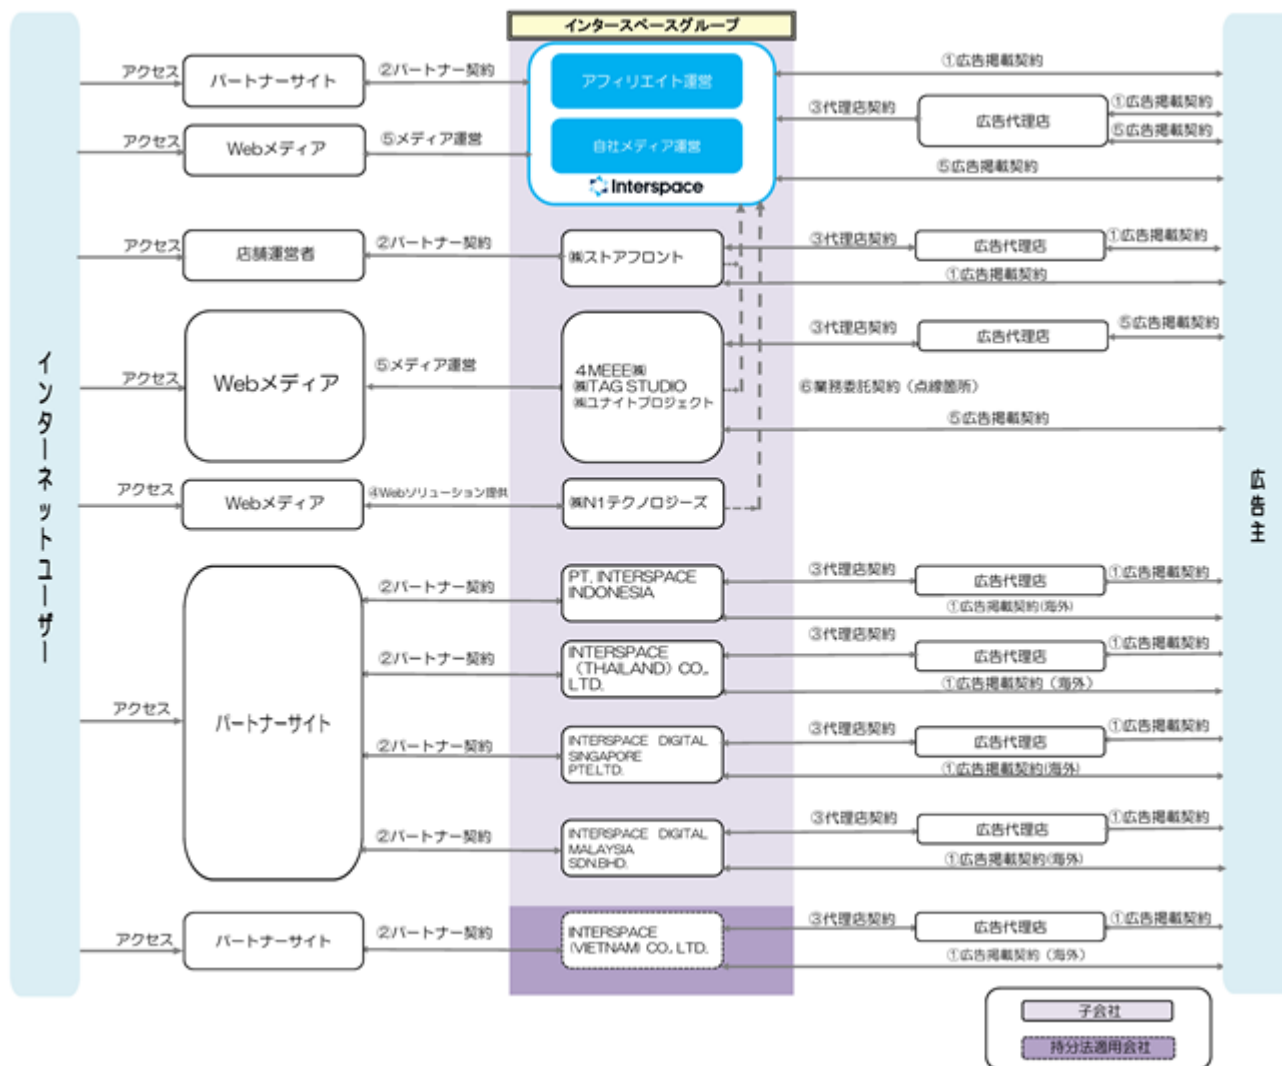 インタースペースグループ
インターネットユーザー
広告主
アクセス
パートナーサイト
②パートナー契約
アフィリエイト運営
①広告掲載契約
③代理店契約
広告代理店
①広告掲載契約
⑤広告掲載契約
アクセス
Webメディア
⑤メディア運営
自社メディア運営
Interspace
⑤広告掲載契約
アクセス
店舗運営者
②パートナー契約
㈱ストアフロント
③代理店契約
広告代理店
①広告掲載契約
①広告掲載契約
アクセス
Webメディア
⑤メディア運営
4MEEE㈱
㈱TAG STUDIO
㈱ユナイトプロジェクト
③代理店契約
広告代理店
⑤広告掲載契約
⑥業務委託契約（点線箇所）
⑤広告掲載契約
アクセス
Webメディア
④Webソリューション提供
㈱N1テクノロジーズ
アクセス
パートナーサイト
②パートナー契約
PT. INTERSPACE
INDONESIA
③代理店契約
広告代理店
①広告掲載契約
①広告掲載契約(海外)
②パートナー契約
INTERSPACE
（THAILAND）CO.,
LTD.
③代理店契約
広告代理店
①広告掲載契約
①広告掲載契約（海外）
②パートナー契約
INTERSPACE DIGITAL
SINGAPORE
PTE.LTD.
③代理店契約
広告代理店
①広告掲載契約
①広告掲載契約(海外)
②パートナー契約
INTERSPACE DIGITAL
MALAYSIA
SDN.BHD.
③代理店契約
広告代理店
①広告掲載契約
①広告掲載契約(海外)
アクセス
パートナーサイト
②パートナー契約
INTERSPACE
(VIETNAM) CO., LTD.
③代理店契約
広告代理店
①広告掲載契約
①広告掲載契約（海外）
子会社
持分法適用会社